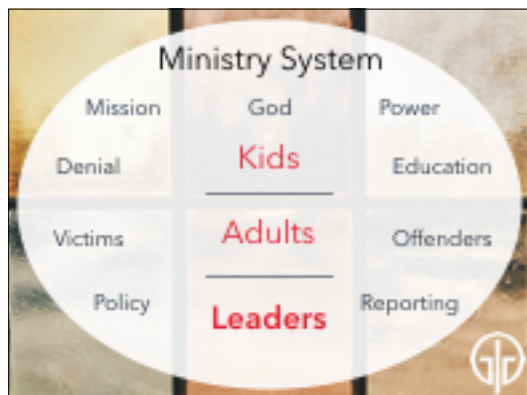 Ministry System
Mission God Power
Kids
Denial Education
Adults
Victims Offenders
Policy Reporting
Leaders